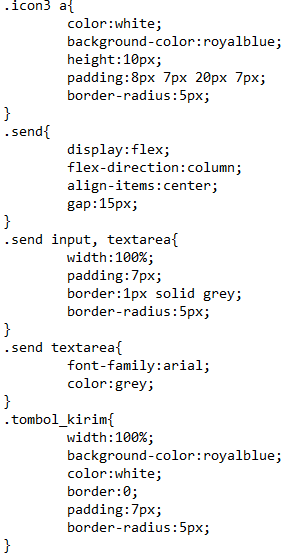 .icon3 a{
	color:white;
	background-color:royalblue;
	height:10px;
	padding:8px 7px 20px 7px;
	border-radius:5px;
}
.send{
	display:flex;
	flex-direction:column;
	align-items:center;
	gap:15px;
}
.send input, textarea{
	width:100%;
	padding:7px;
	border:1px solid grey;
	border-radius:5px;
}
.send textarea{
	font-family:arial;
	color:grey;
}
.tombol_kirim{
	width:100%;
	background-color:royalblue;
	color:white;
	border:0;
	padding:7px;
	border-radius:5px;
}